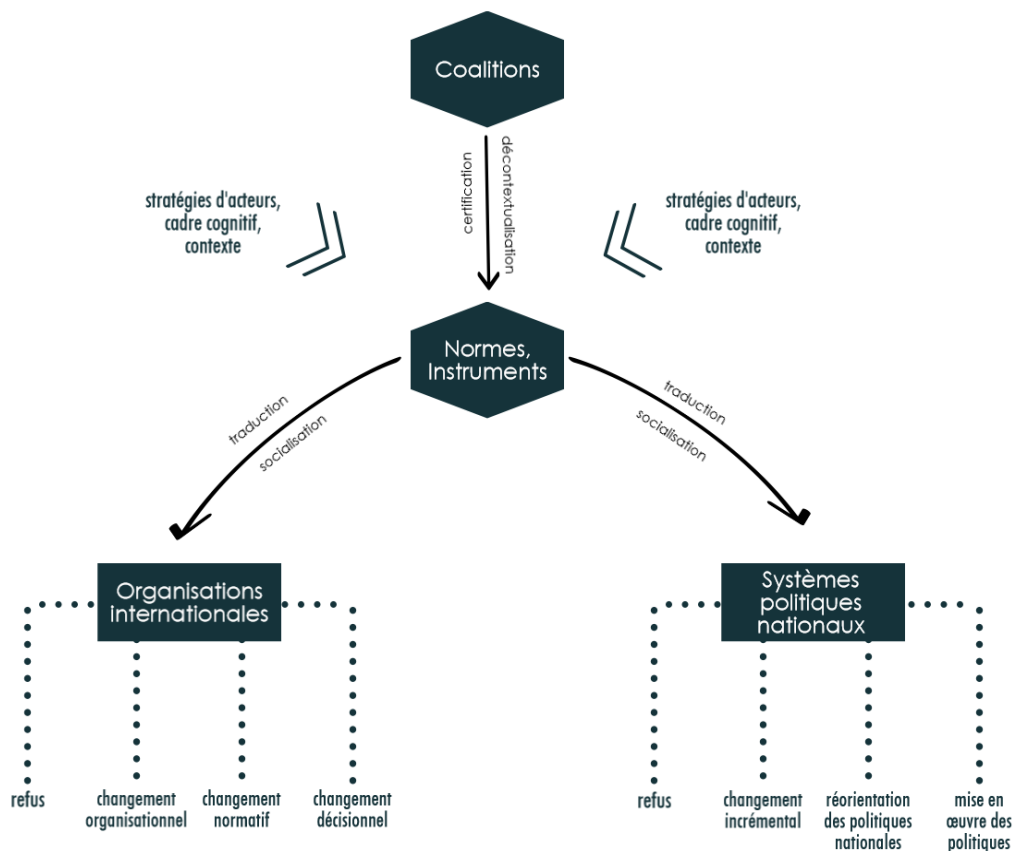 Coalitions
certification
décontextualisation
stratégies d'acteurs,
cadre cognitif,
contexte
stratégies d'acteurs,
cadre cognitif,
contexte
Normes,
Instruments
traduction
socialisation
traduction
socialisation
Organisations
internationales
Systèmes
politiques
nationaux
refus
changement
organisationnel
changement
normatif
changement
décisionnel
refus
changement
incrémental
réorientation
des politiques
nationales
mise en
œuvre des
politiques